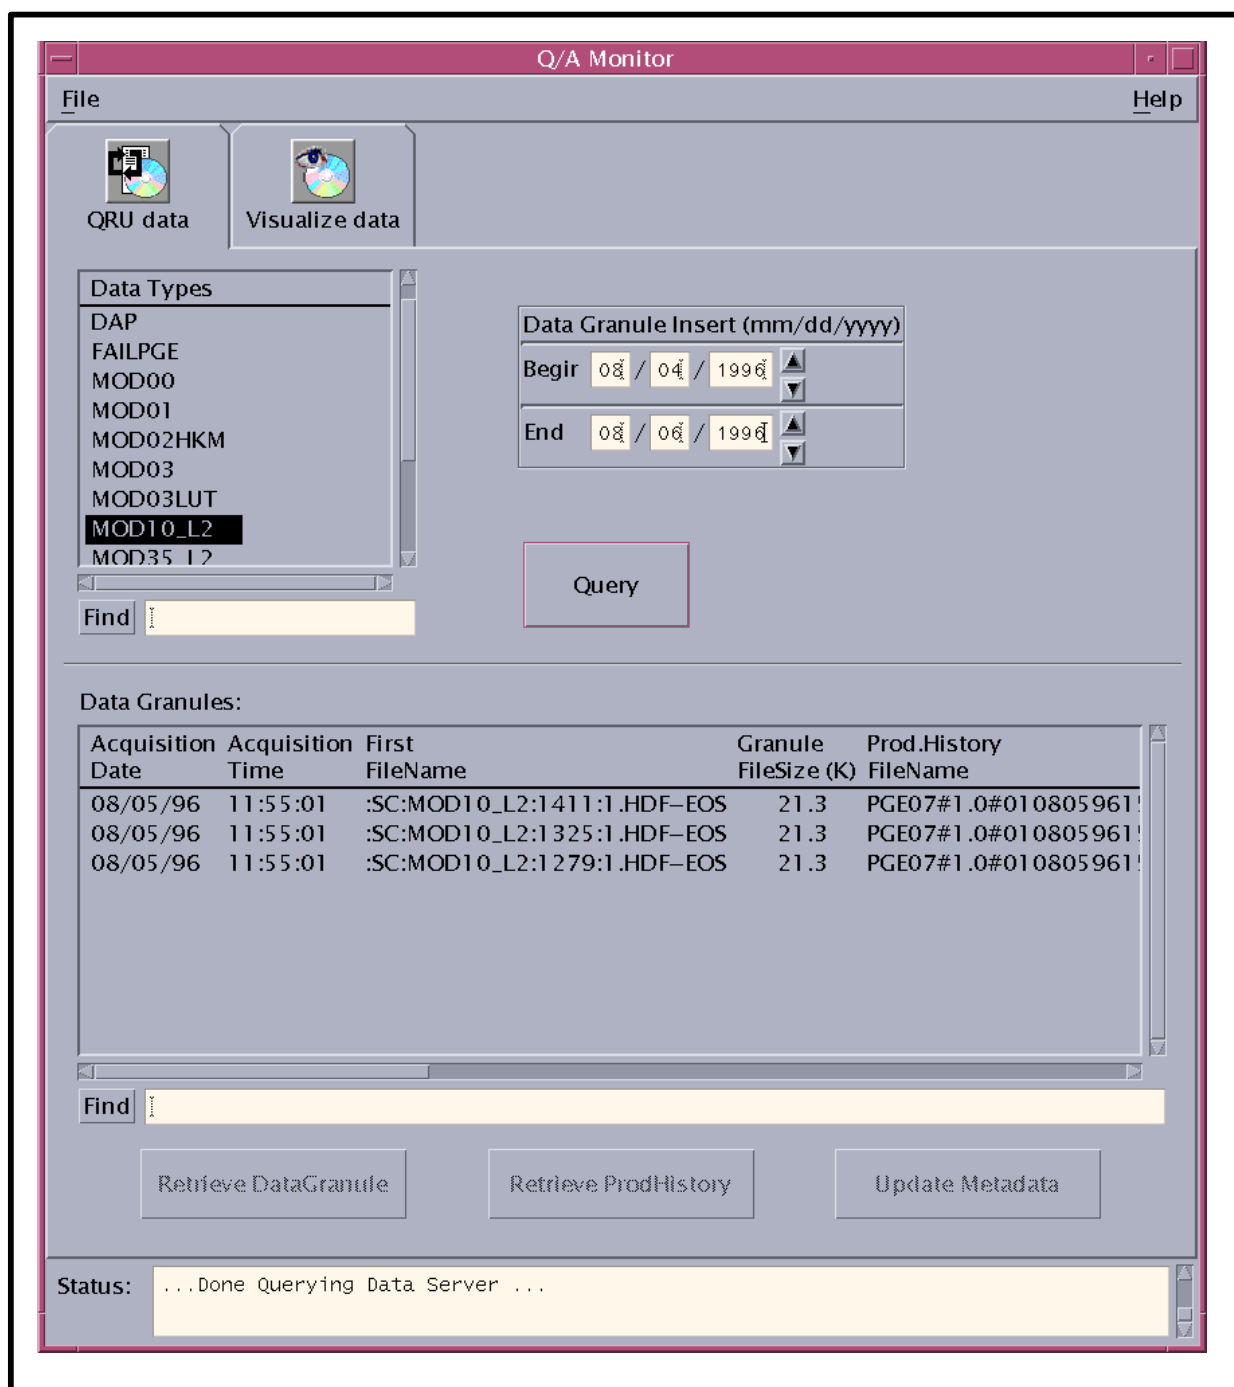 Q/A Monitor
File Help
QRU data Visualize data
Data Types
DAP
FAILPGE
MOD00
MOD01
MOD02HKM
MOD03
MOD03LUT
MOD10_L2
MOD35_L2
Find
Data Granule Insert (mm/dd/yyyy)
Begin 08 / 04 / 1996
End 08 / 06 / 1996
Query
Data Granules:
Acquisition Acquisition First Granule Prod.History
Date Time FileName FileSize (K) FileName
08/05/96 11:55:01 :SC:MOD10_L2:1411:1.HDF-EOS 21.3 PGE07#1.0#010805961
08/05/96 11:55:01 :SC:MOD10_L2:1325:1.HDF-EOS 21.3 PGE07#1.0#010805961
08/05/96 11:55:01 :SC:MOD10_L2:1279:1.HDF-EOS 21.3 PGE07#1.0#010805961
Find
Retrieve DataGranule Retrieve ProdHistory Update Metadata
Status: ...Done Querying Data Server ...